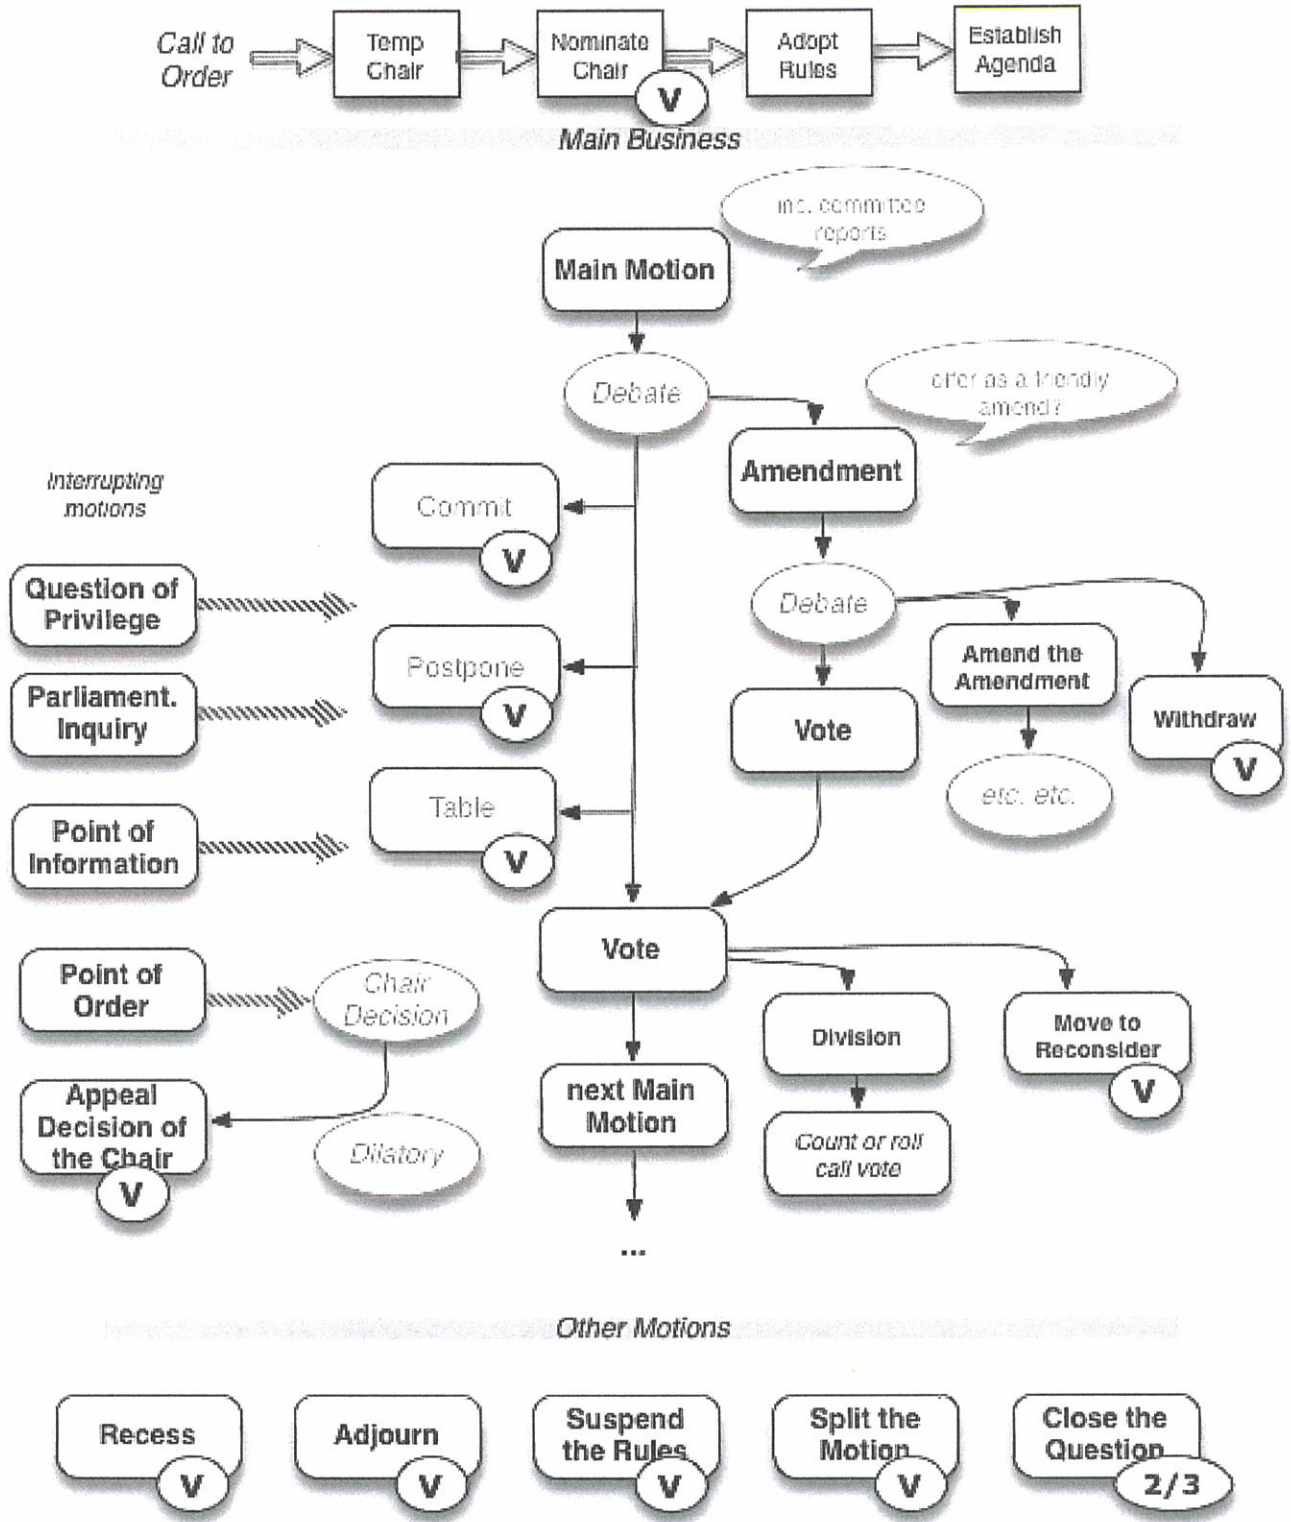 Call to
Order
Temp
Chair
Nominate
Chair
V
Adopt
Rules
Establish
Agenda
Main Business
inc. committee
reports
Main Motion
Debate
offer as a friendly
amend?
Amendment
Interrupting
motions
Commit
V
Question of
Privilege
Debate
Postpone
V
Amend the
Amendment
Parliament.
Inquiry
Vote
Withdraw
V
Table
V
etc. etc.
Point of
Information
Vote
Point of
Order
Chair
Decision
Division
Move to
Reconsider
V
Appeal
Decision of
the Chair
V
Dilatory
next Main
Motion
Count or roll
call vote
...
Other Motions
Recess
V
Adjourn
V
Suspend
the Rules
V
Split the
Motion
V
Close the
Question
2/3